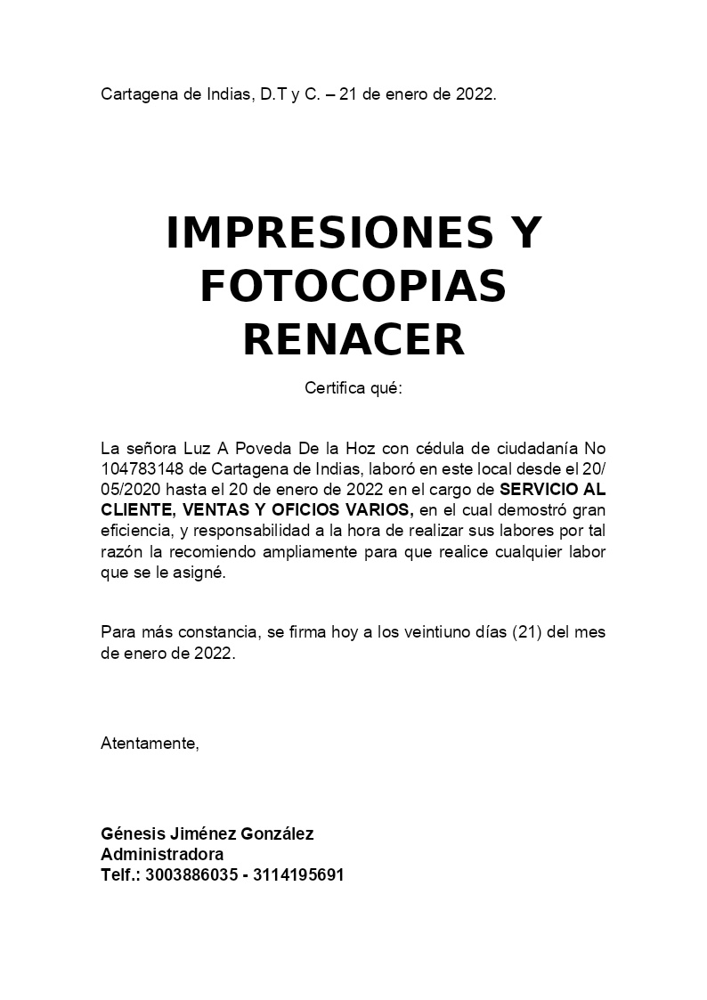 Cartagena de Indias, D.T y C. – 21 de enero de 2022.
IMPRESIONES Y
FOTOCOPIAS
RENACER
Certifica qué:
La señora Luz A Poveda De la Hoz con cédula de ciudadanía No
104783148 de Cartagena de Indias, laboró en este local desde el 20/
05/2020 hasta el 20 de enero de 2022 en el cargo de SERVICIO AL
CLIENTE, VENTAS Y OFICIOS VARIOS, en el cual demostró gran
eficiencia, y responsabilidad a la hora de realizar sus labores por tal
razón la recomiendo ampliamente para que realice cualquier labor
que se le asigné.
Para más constancia, se firma hoy a los veintiuno días (21) del mes
de enero de 2022.
Atentamente,
Génesis Jiménez González
Administradora
Telf.: 3003886035 - 3114195691